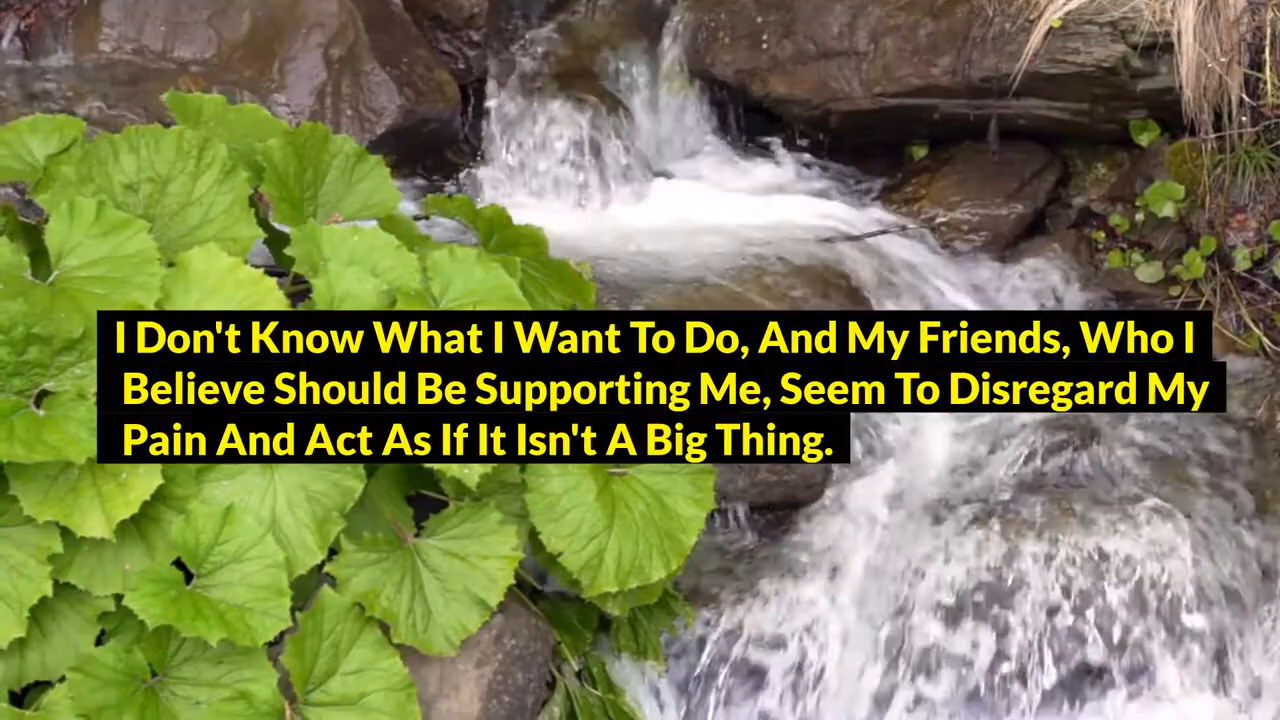 I Don't Know What I Want To Do, And My Friends, Who I
Believe Should Be Supporting Me, Seem To Disregard My
Pain And Act As If It Isn't A Big Thing.